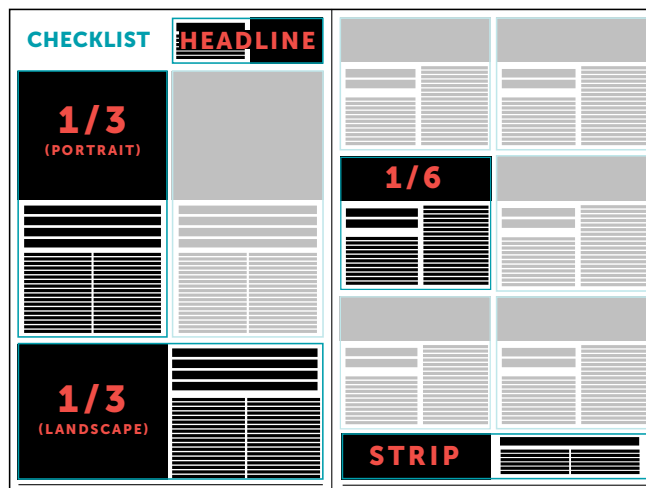 CHECKLIST
HEADLINE
1/3
(PORTRAIT)
1/3
(LANDSCAPE)
1/6
STRIP